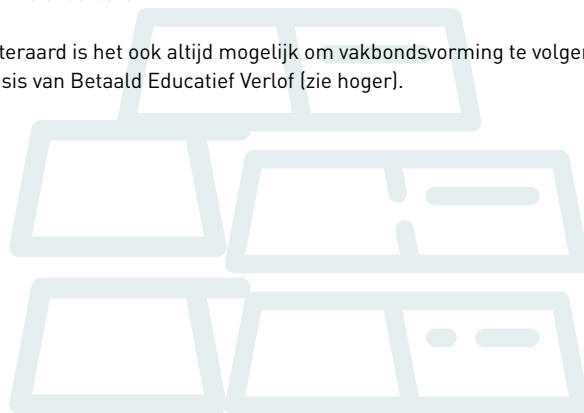 teraard is het ook altijd mogelijk om vakbondsvorming te volgen
sis van Betaald Educatief Verlof (zie hoger).